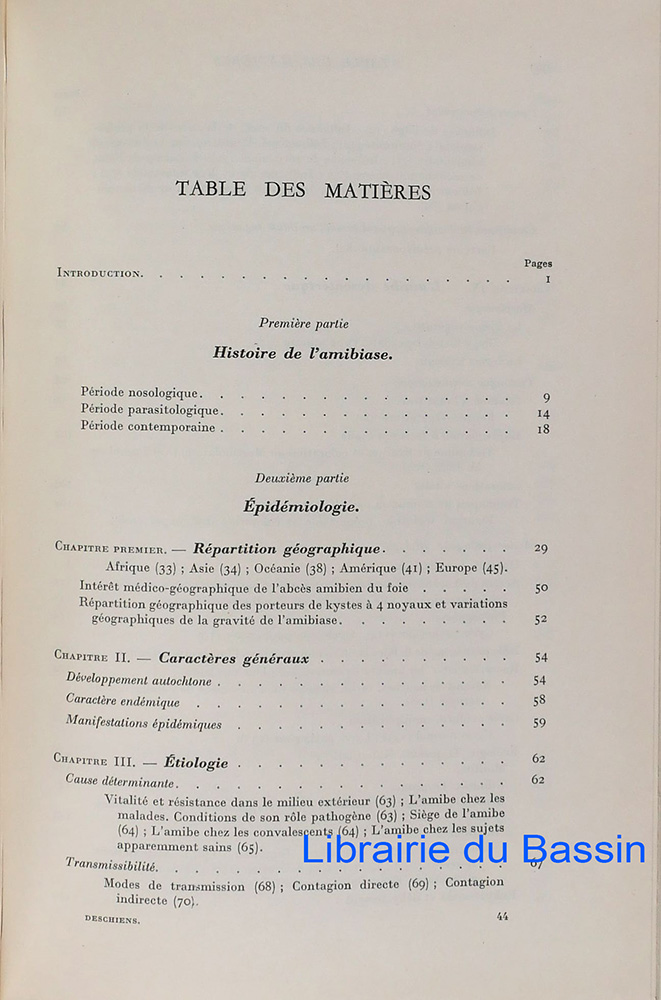 TABLE DES MATIÈRES
Pages
INTRODUCTION. . . . . . . . . . . . . . . . . . . 1
Première partie
Histoire de l'amibiase.
Période nosologique. . . . . . . . . . . . . . . . 9
Période parasitologique. . . . . . . . . . . . . . . 14
Période contemporaine . . . . . . . . . . . . . . . 18
Deuxième partie
Épidémiologie.
CHAPITRE PREMIER. — Répartition géographique. . . . . . . 29
Afrique (33) ; Asie (34) ; Océanie (38) ; Amérique (41) ; Europe (45).
Intérêt médico-géographique de l'abcès amibien du foie . . . . . 50
Répartition géographique des porteurs de kystes à 4 noyaux et variations
géographiques de la gravité de l'amibiase. . . . . . . . . 52
CHAPITRE II. — Caractères généraux . . . . . . . . . . 54
Développement autochtone . . . . . . . . . . . . . . . 54
Caractère endémique . . . . . . . . . . . . . . . . 58
Manifestations épidémiques . . . . . . . . . . . . . . 59
CHAPITRE III. — Étiologie . . . . . . . . . . . . . . 62
Cause déterminante. . . . . . . . . . . . . . . . . 62
Vitalité et résistance dans le milieu extérieur (63) ; L'amibe chez les
malades. Conditions de son rôle pathogène (63) ; Siège de l'amibe
(64) ; L'amibe chez les convalescents (64) ; L'amibe chez les sujets
apparemment sains (65).
Librairie du Bassin
Transmissibilité. . . . . . . . . . . . . . . . . . 67
Modes de transmission (68) ; Contagion directe (69) ; Contagion
indirecte (70).
DESCHIENS. 44